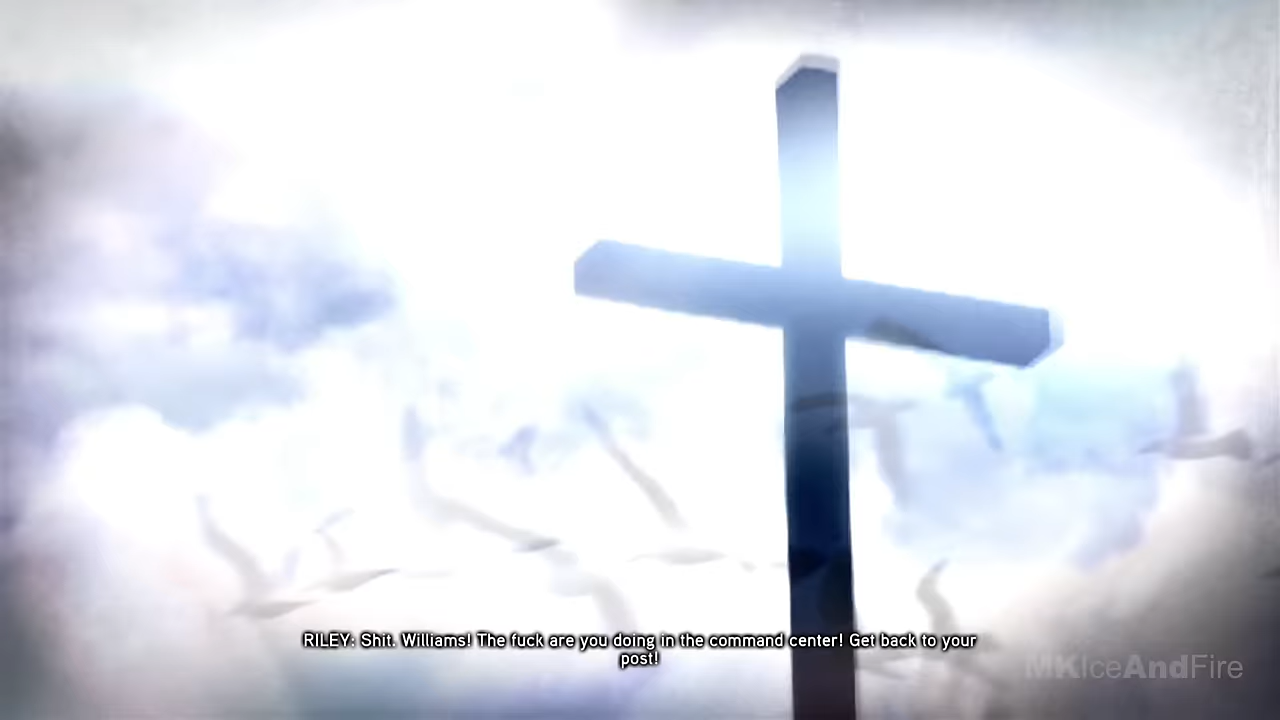 RILEY: Shit. Williams! The fuck are you doing in the command center! Get back to your
post!
MKIceAndFire